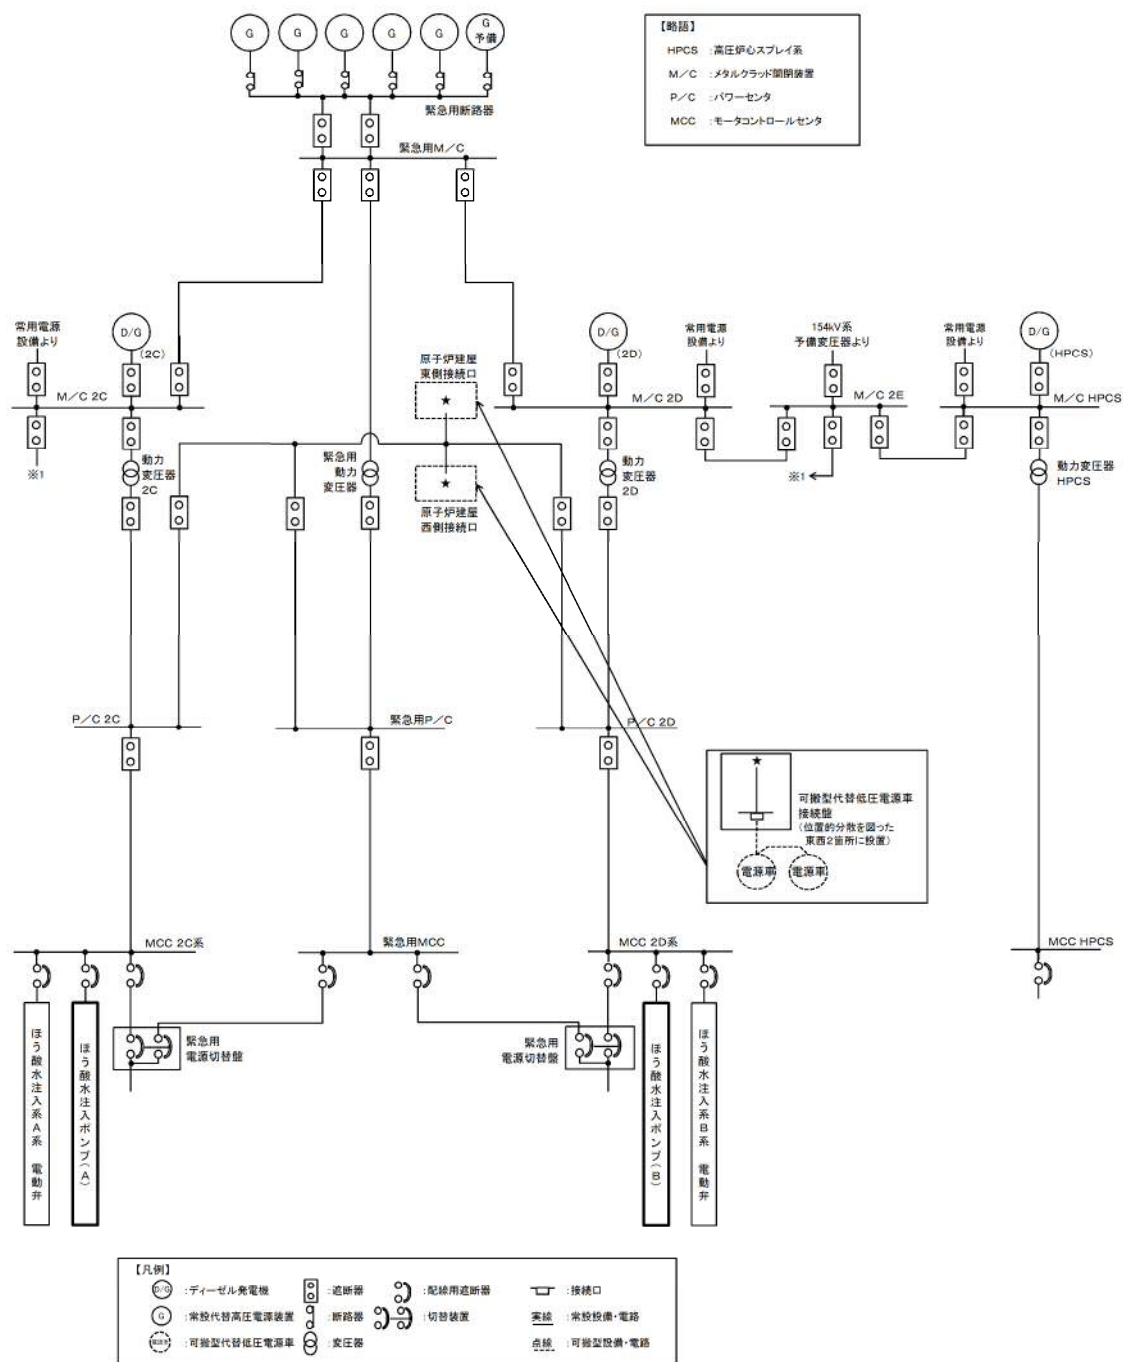 G
G
G
G
G
G
予備
緊急用断路器
緊急用M/C
【略語】
HPCS :高圧炉心スプレイ系
M/C :メタルクラッド開閉装置
P/C :パワーセンタ
MCC :モータコントロールセンタ
常用電源
設備より
D/G
(2C)
M/C 2C
※1
動力
変圧器
2C
緊急用
動力
変圧器
原子炉建屋
東側接続口
★
★
原子炉建屋
西側接続口
D/G
(2D)
M/C 2D
動力
変圧器
2D
常用電源
設備より
154kV系
予備変圧器より
M/C 2E
※1
常用電源
設備より
D/G
(HPCS)
M/C HPCS
動力変圧器
HPCS
P/C 2C
緊急用P/C
P/C 2D
★
可搬型代替低圧電源車
接続盤
(位置的分散を図った
東西2箇所に設置)
電源車
電源車
MCC 2C系
緊急用MCC
MCC 2D系
MCC HPCS
緊急用
電源切替盤
緊急用
電源切替盤
ほう酸水注入系A系 電動弁
ほう酸水注入ポンプ(A)
ほう酸水注入ポンプ(B)
ほう酸水注入系B系 電動弁
【凡例】
D/G :ディーゼル発電機
:遮断器
:配線用遮断器
:接続口
G :常設代替高圧電源装置
:断路器
:切替装置
実線 :常設設備・電路
電源車 :可搬型代替低圧電源車
:変圧器
点線 :可搬型設備・電路